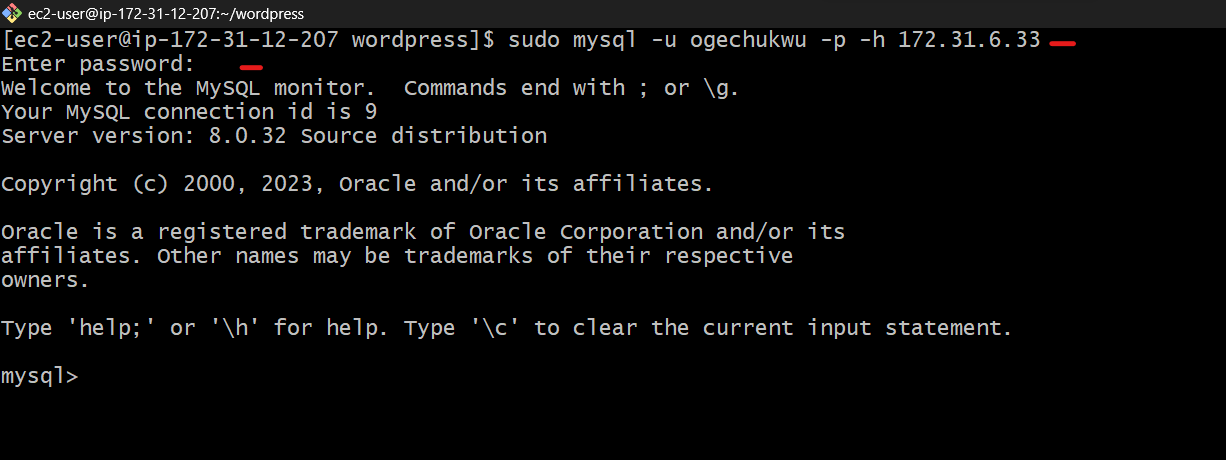 ec2-user@ip-172-31-12-207:~/wordpress
[ec2-user@ip-172-31-12-207 wordpress]$ sudo mysql -u ogechukwu -p -h 172.31.6.33
Enter password:
Welcome to the MySQL monitor.  Commands end with ; or \g.
Your MySQL connection id is 9
Server version: 8.0.32 Source distribution
Copyright (c) 2000, 2023, Oracle and/or its affiliates.
Oracle is a registered trademark of Oracle Corporation and/or its
affiliates. Other names may be trademarks of their respective
owners.
Type 'help;' or '\h' for help. Type '\c' to clear the current input statement.
mysql>